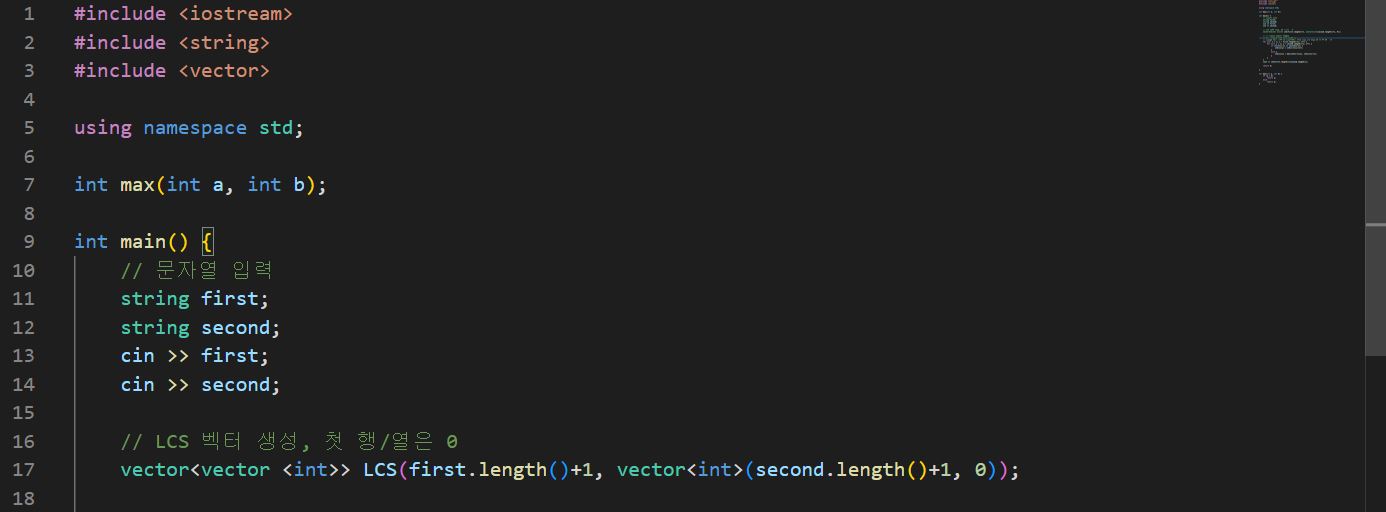 1 #include <iostream>
2 #include <string>
3 #include <vector>
4
5 using namespace std;
6
7 int max(int a, int b);
8
9 int main() {
10 // 문자열 입력
11 string first;
12 string second;
13 cin >> first;
14 cin >> second;
15
16 // LCS 벡터 생성, 첫 행/열은 0
17 vector<vector <int>> LCS(first.length()+1, vector<int>(second.length()+1, 0));
18